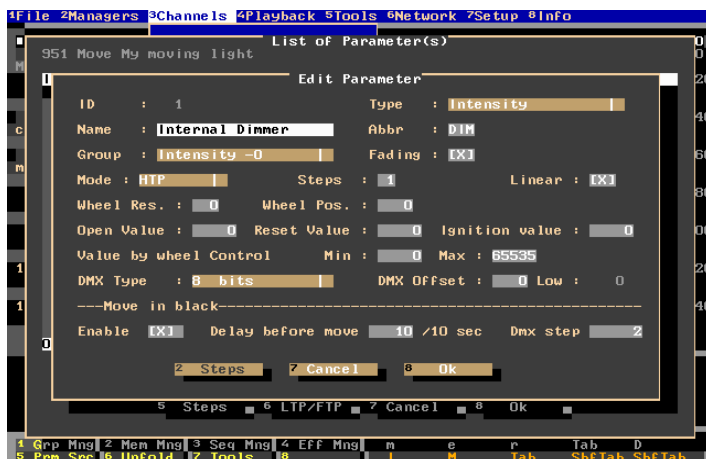 1File 2Managers 3Channels 4Playback 5Tools 6Network 7Setup 8Info
List of Parameter(s)
951 Move My moving light
Edit Parameter
ID : 1 Type : Intensity
Name : Internal Dimmer Abbr : DIM
Group : Intensity -0 Fading : [X]
Mode : HTP Steps : 1 Linear : [X]
Wheel Res. : 0 Wheel Pos. : 0
Open Value : 0 Reset Value : 0 Ignition value : 0
Value by wheel Control Min : 0 Max : 65535
DMX Type : 8 bits DMX Offset : 0 Low : 0
---Move in black---
Enable [X] Delay before move 10 /10 sec Dmx step 2
2 Steps 7 Cancel 8 Ok
5 Steps 6 LTP/FTP 7 Cancel 8 Ok
1 Grp Mng 2 Mem Mng 3 Seq Mng 4 Eff Mng m e r Tab D
5 Prm Src 6 Unfold 7 Tools 8 L M Tab ShfTab ShfTab